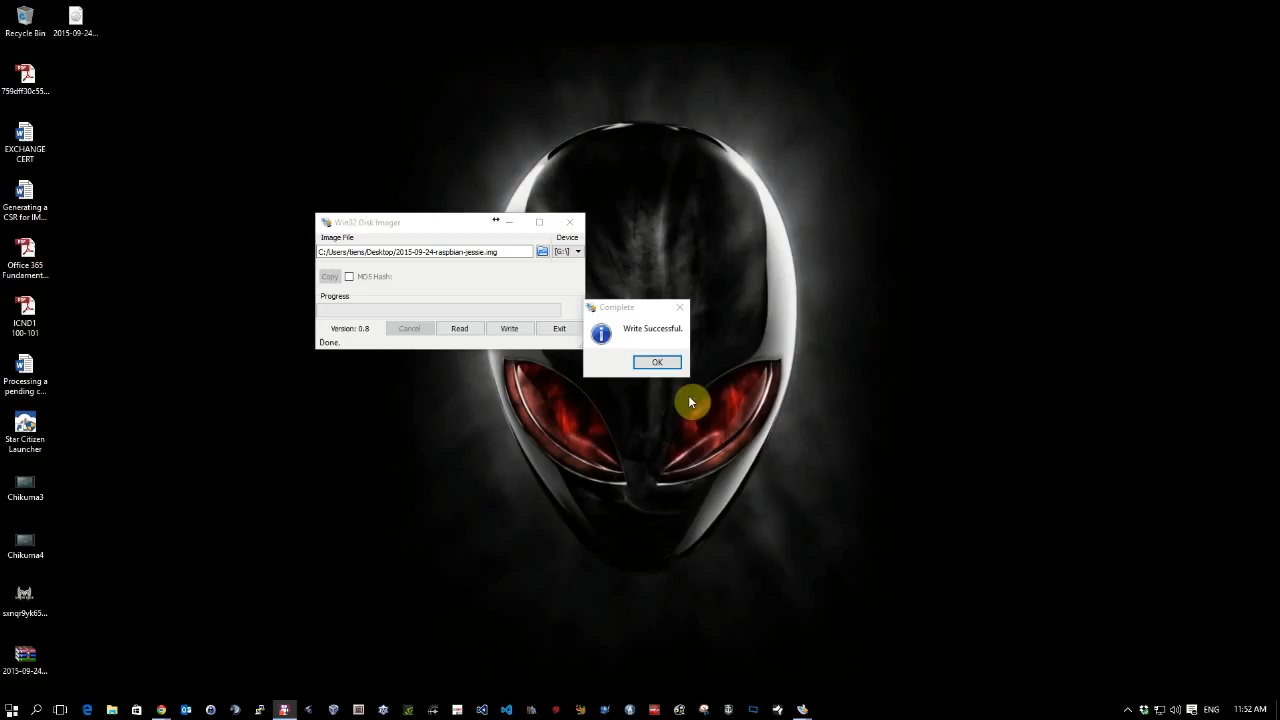 Recycle Bin
2015-09-24...
759dff30c55...
EXCHANGE
CERT
Generating a
CSR for IM...
Office 365
Fundament...
ICND1
100-101
Processing a
pending c...
Star Citizen
Launcher
Chikuma3
Chikuma4
sxnqr9yk65...
2015-09-24...
Win32 Disk Imager
Image File
Device
C:/Users/tiens/Desktop/2015-09-24-raspbian-jessie.img
[G:\]
Copy
MD5 Hash:
Progress
Version: 0.8
Cancel
Read
Write
Exit
Done.
Complete
Write Successful.
OK
ENG
11:52 AM